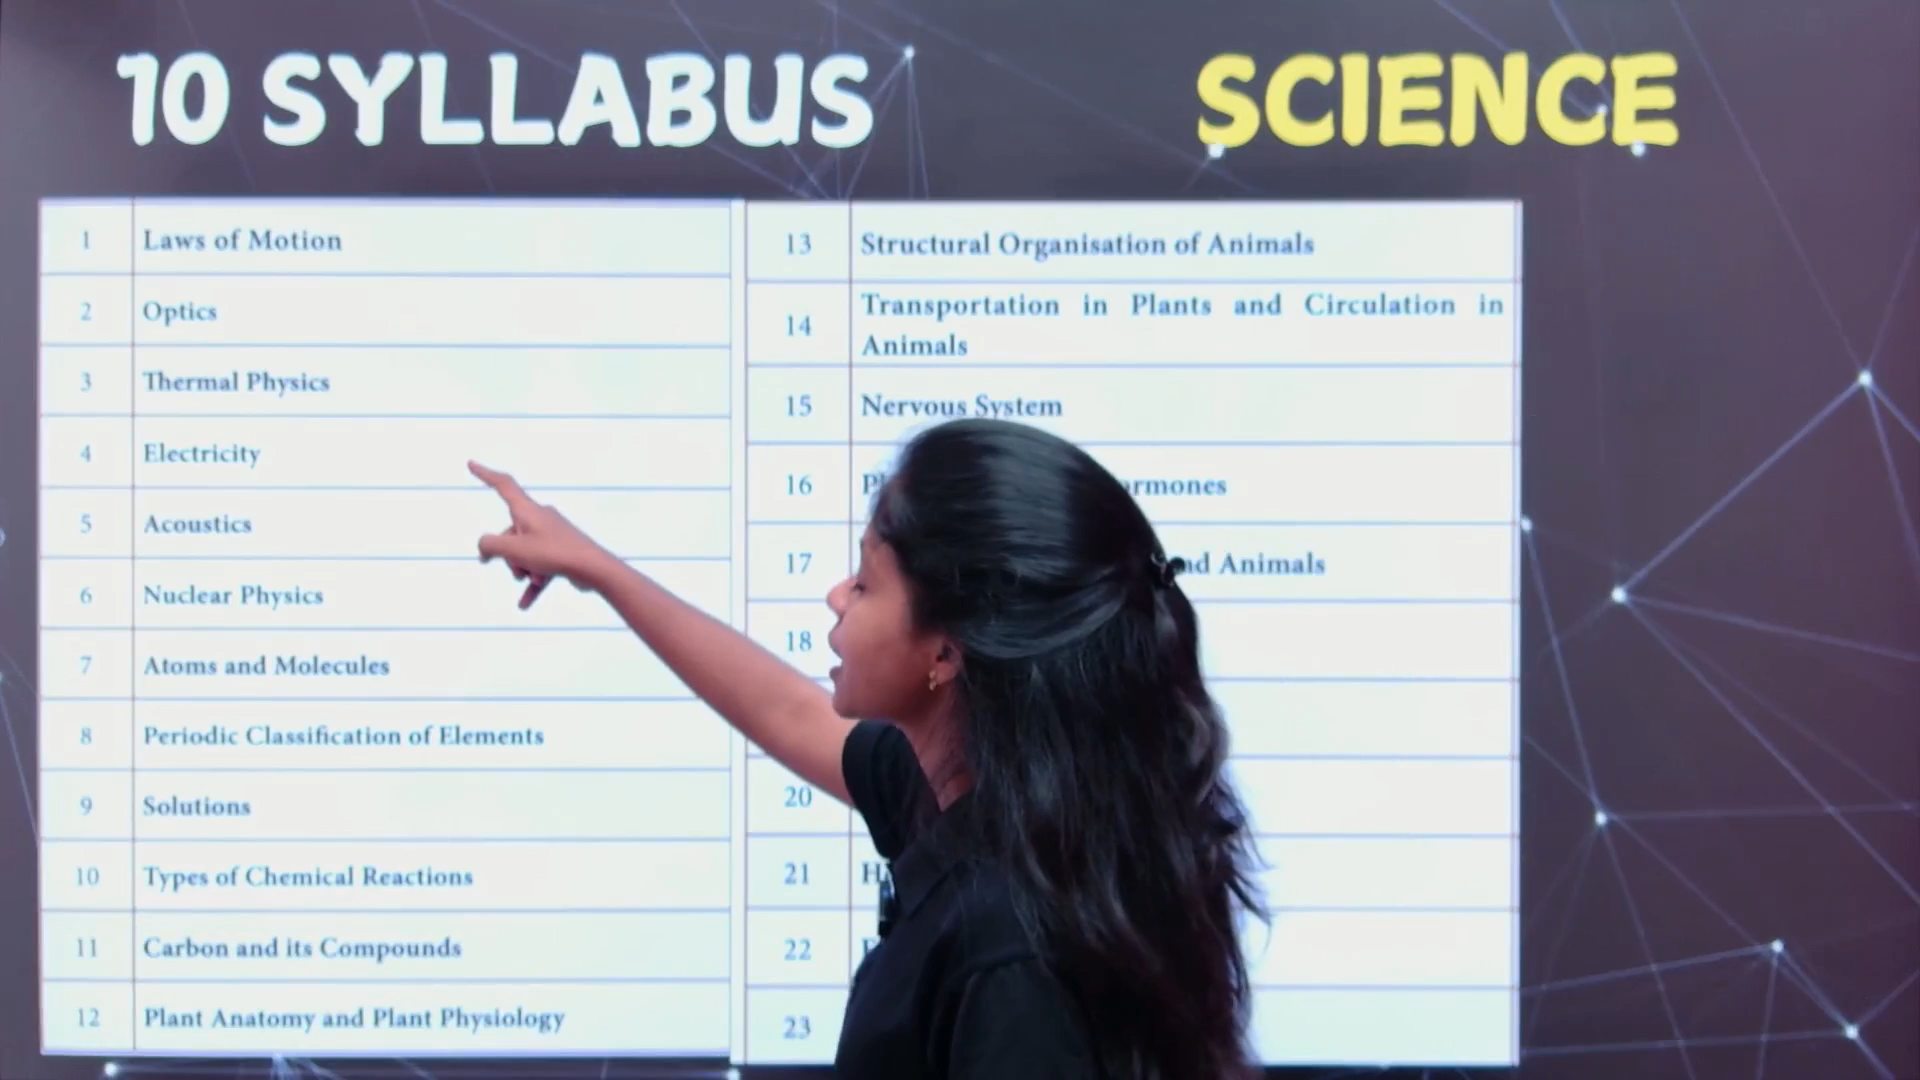 10 SYLLABUS
SCIENCE
1 Laws of Motion
2 Optics
3 Thermal Physics
4 Electricity
5 Acoustics
6 Nuclear Physics
7 Atoms and Molecules
8 Periodic Classification of Elements
9 Solutions
10 Types of Chemical Reactions
11 Carbon and its Compounds
12 Plant Anatomy and Plant Physiology
13 Structural Organisation of Animals
14 Transportation in Plants and Circulation in
Animals
15 Nervous System
16
17 Animals
18
20
21
22
23